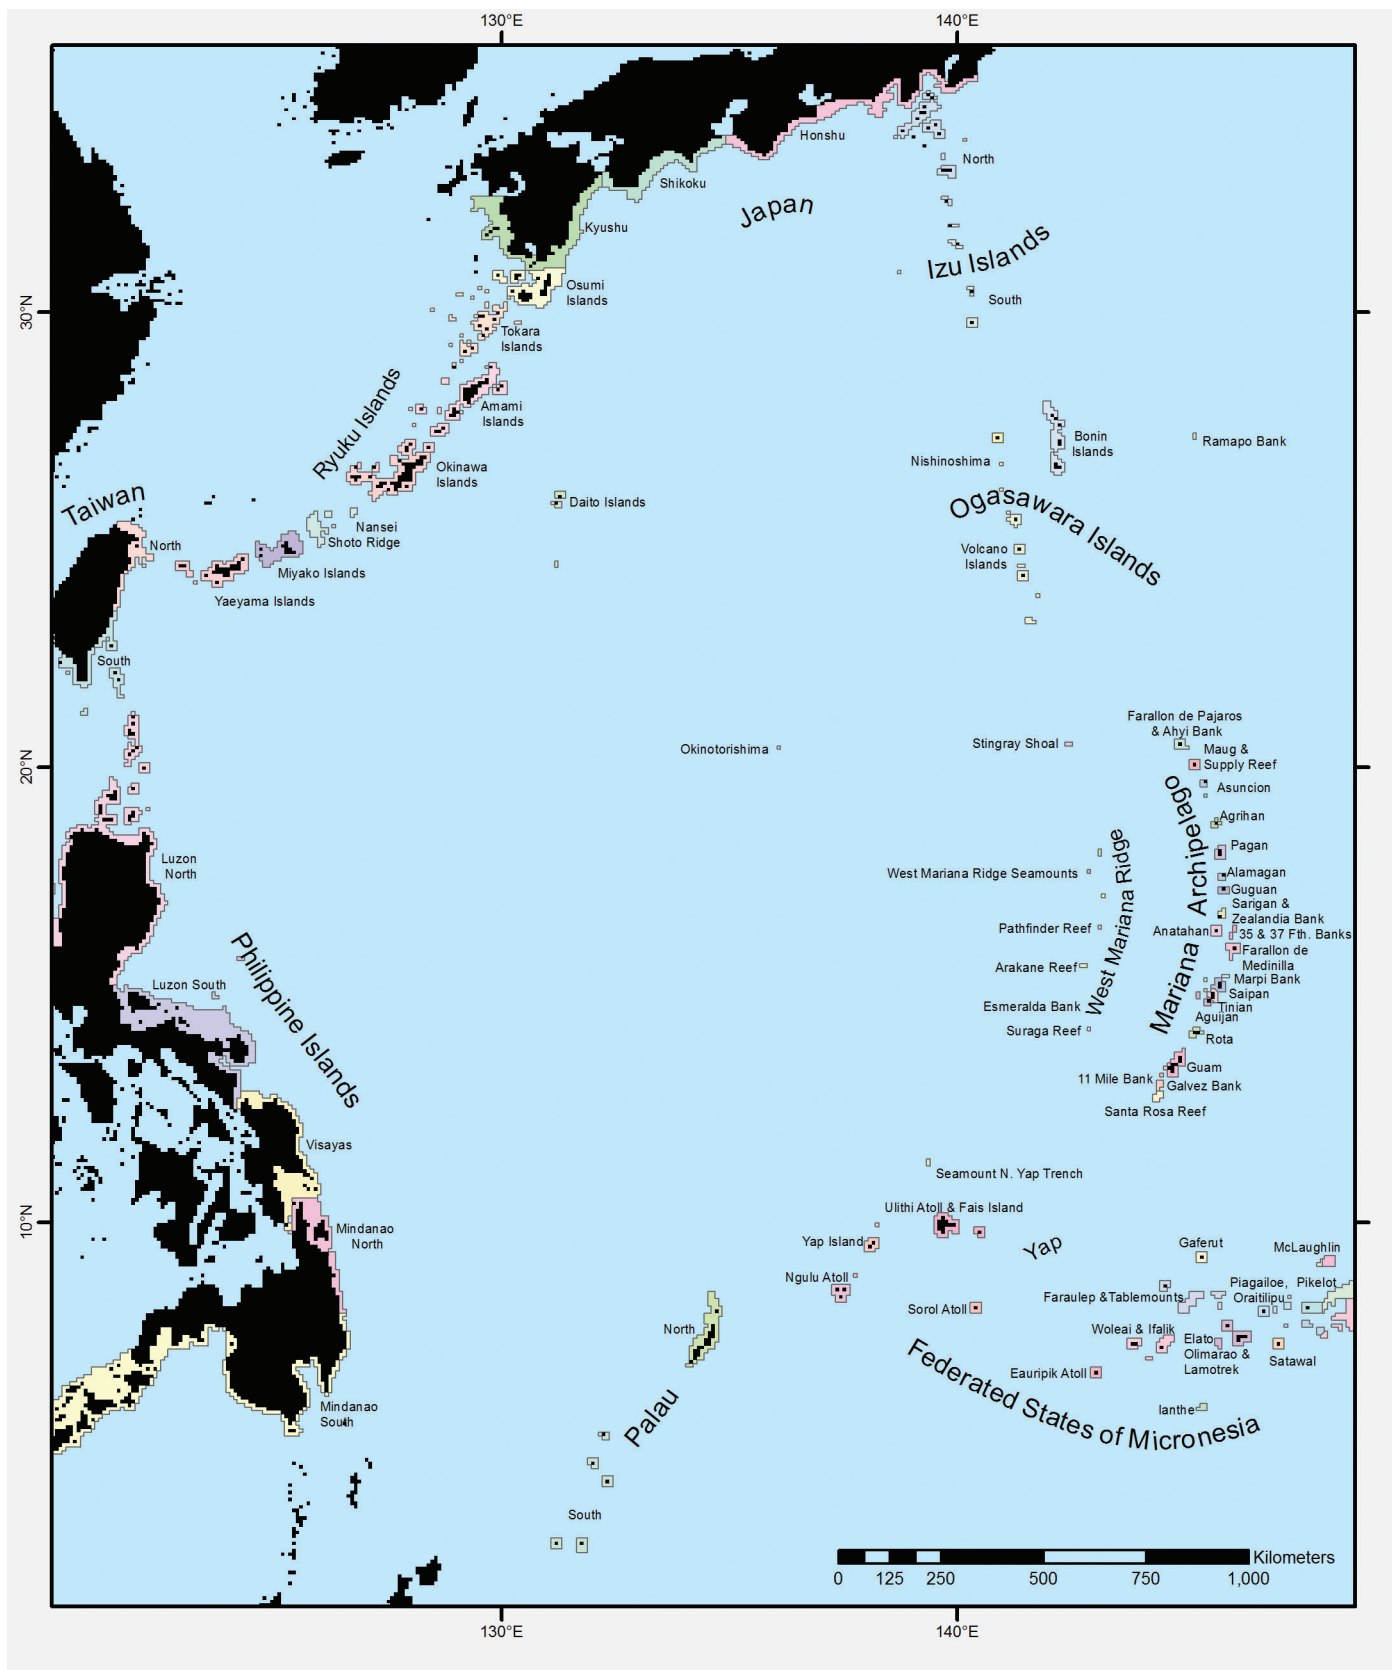 130°E
140°E
Honshu
North
Shikoku
Japan
Kyushu
Izu Islands
Osumi
Islands
South
30°N
30°N
Tokara
Islands
Ryuku Islands
Amami
Islands
Bonin
Islands
Ramapo Bank
Nishinoshima
Okinawa
Islands
Taiwan
Daito Islands
Ogasawara Islands
Nansei
Shoto Ridge
North
Volcano
Islands
Miyako Islands
Yaeyama Islands
South
Farallon de Pajaros
& Ahyi Bank
Okinotorishima
Stingray Shoal
Maug &
Supply Reef
20°N
Asuncion
Agrihan
Mariana Archipelago
Pagan
Luzon
North
West Mariana Ridge Seamounts
West Mariana Ridge
Alamagan
Guguan
Sarigan &
Zealandia Bank
Pathfinder Reef
Anatahan
35 & 37 Fth. Banks
Farallon de
Medinilla
Philippine Islands
Arakane Reef
Luzon South
Marpi Bank
Saipan
Esmeralda Bank
Tinian
Aguijan
Suraga Reef
Rota
Guam
11 Mile Bank
Galvez Bank
Santa Rosa Reef
Visayas
Seamount N. Yap Trench
Ulithi Atoll & Fais Island
10°N
Mindanao
North
Yap Island
Yap
Gaferut
McLaughlin
Ngulu Atoll
Piagailoe,
Oraitilipu
Pikelot
Faraulep &Tablemounts
Sorol Atoll
North
Woleai & Ifalik
Elato
Olimarao &
Lamotrek
Satawal
Eauripik Atoll
Federated States of Micronesia
Mindanao
South
Palau
Ianthe
South
Kilometers
0
125
250
500
750
1,000
130°E
140°E